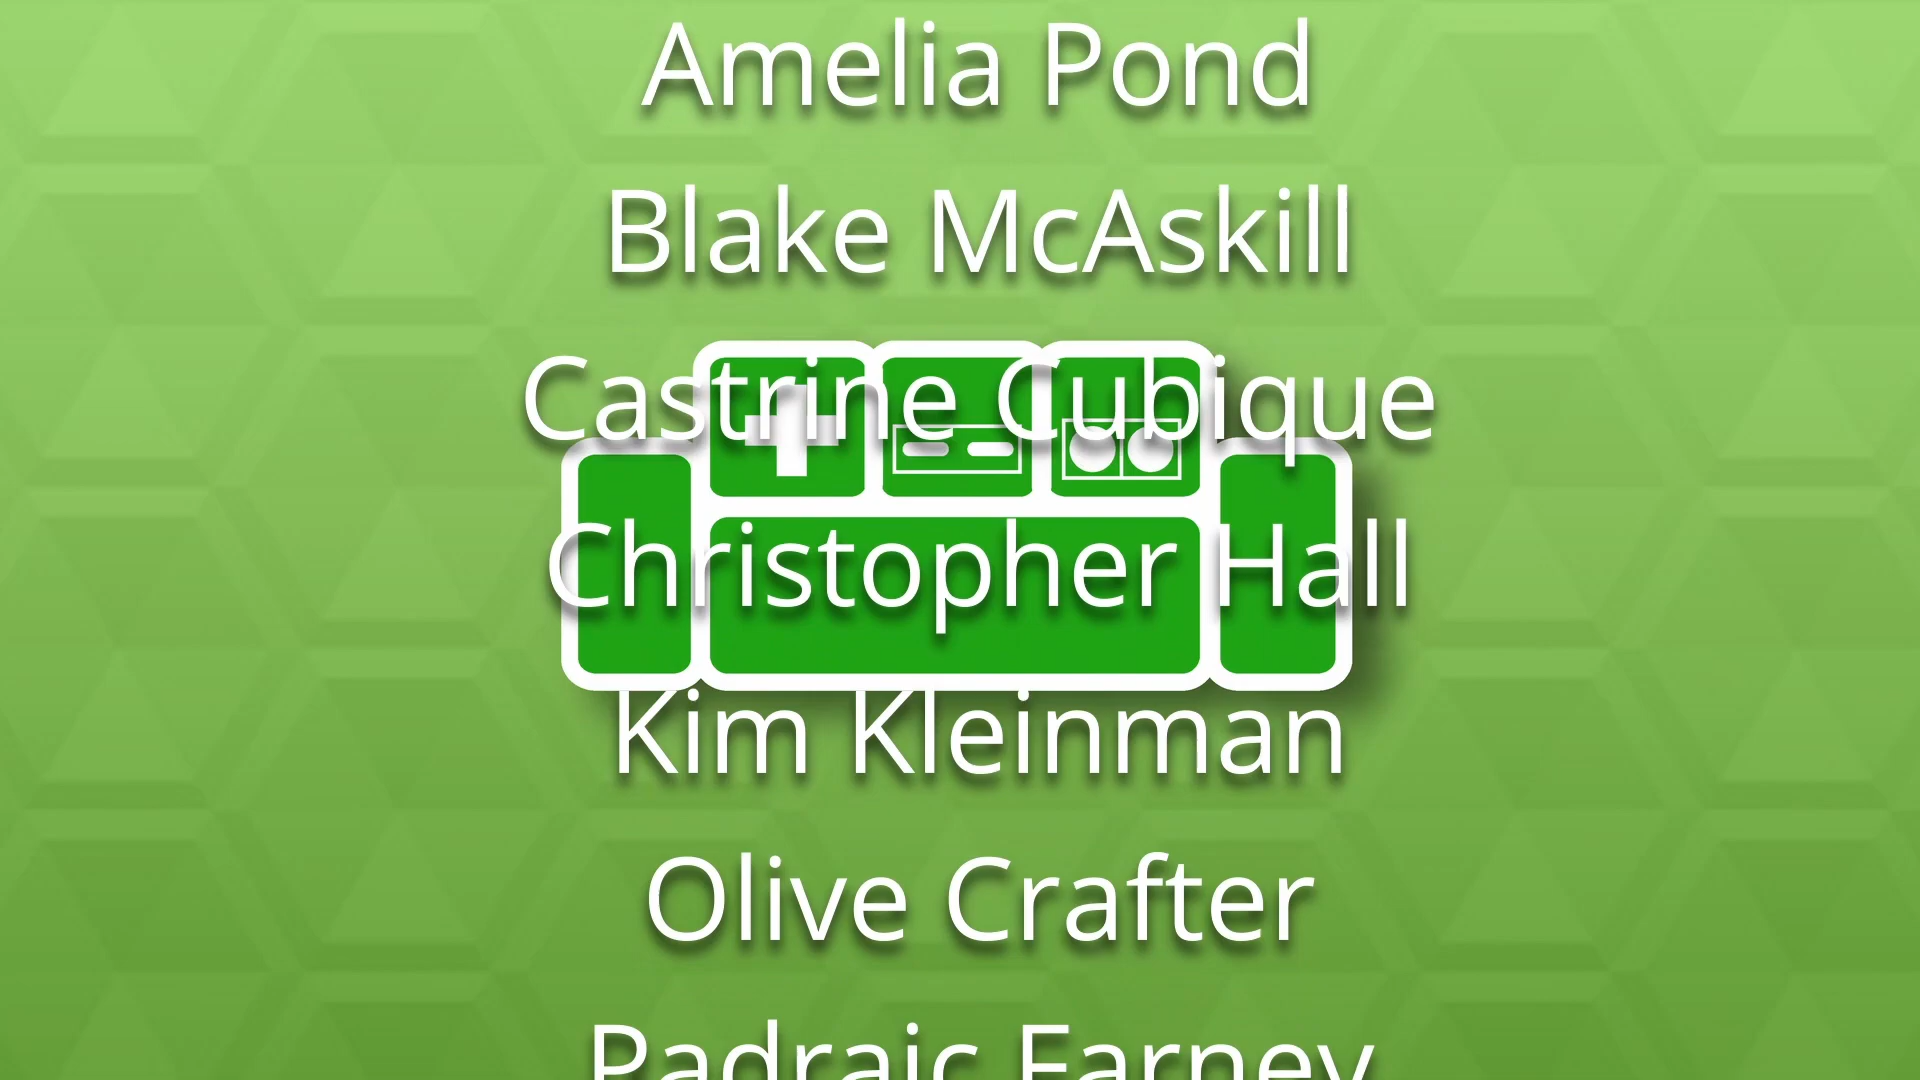 Amelia Pond
Blake McAskill
Castrine Cubique
Christopher Hall
Kim Kleinman
Olive Crafter
Padraic Farney